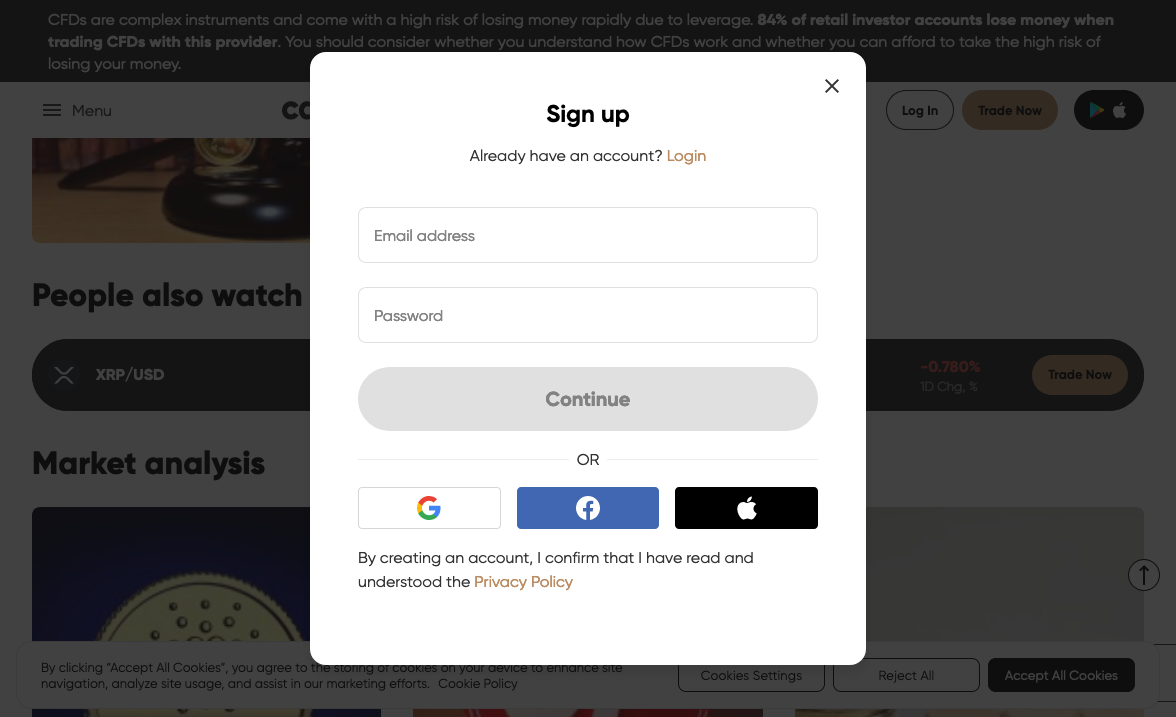 CFDs are complex instruments and come with a high risk of losing money rapidly due to leverage. 84% of retail investor accounts lose money when
trading CFDs with this provider. You should consider whether you understand how CFDs work and whether you can afford to take the high risk of
losing your money.
Menu
Log In
Trade Now
Sign up
Already have an account? Login
Email address
Password
Continue
OR
By creating an account, I confirm that I have read and
understood the Privacy Policy
People also watch
XRP/USD
-0.780%
1D Chg, %
Trade Now
Market analysis
By clicking "Accept All Cookies", you agree to the storing of cookies on your device to enhance site
navigation, analyze site usage, and assist in our marketing efforts. Cookie Policy
Cookies Settings
Reject All
Accept All Cookies